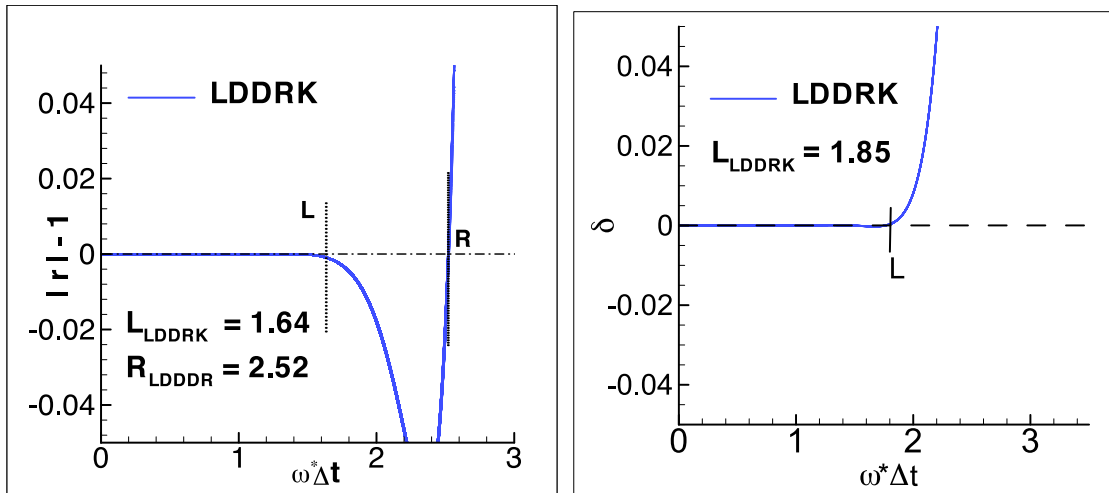 0.04
LDDRK
0.02
L
0
R
-0.02
L_LDDRK = 1.64
R_LDDDR = 2.52
-0.04
| r | - 1
0 1 2 3
ω*Δt
0.04
LDDRK
0.02
L_LDDRK = 1.85
0
L
-0.02
-0.04
δ
0 1 2 3
ω*Δt